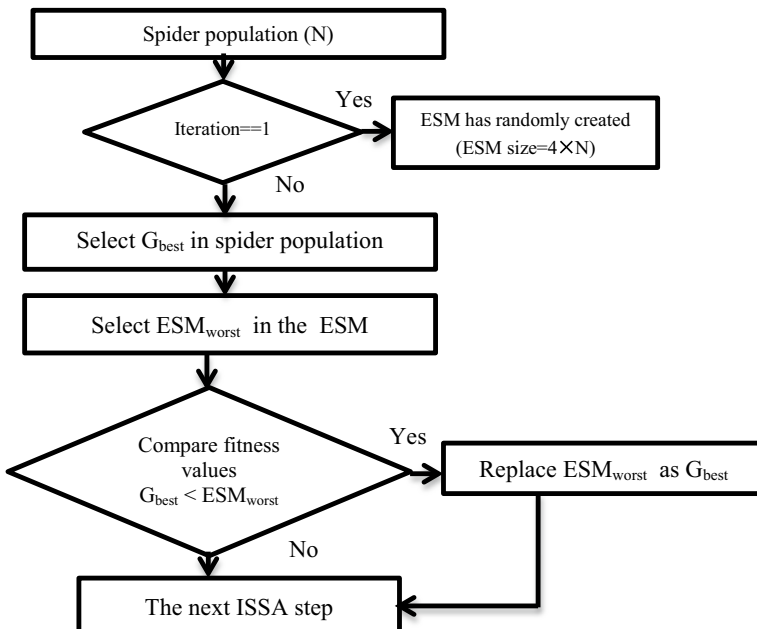 Spider population (N)
Yes
Iteration==1
ESM has randomly created
(ESM size=4×N)
No
Select Gbest in spider population
Select ESMworst in the ESM
Compare fitness
values
Gbest < ESMworst
Yes
Replace ESMworst as Gbest
No
The next ISSA step